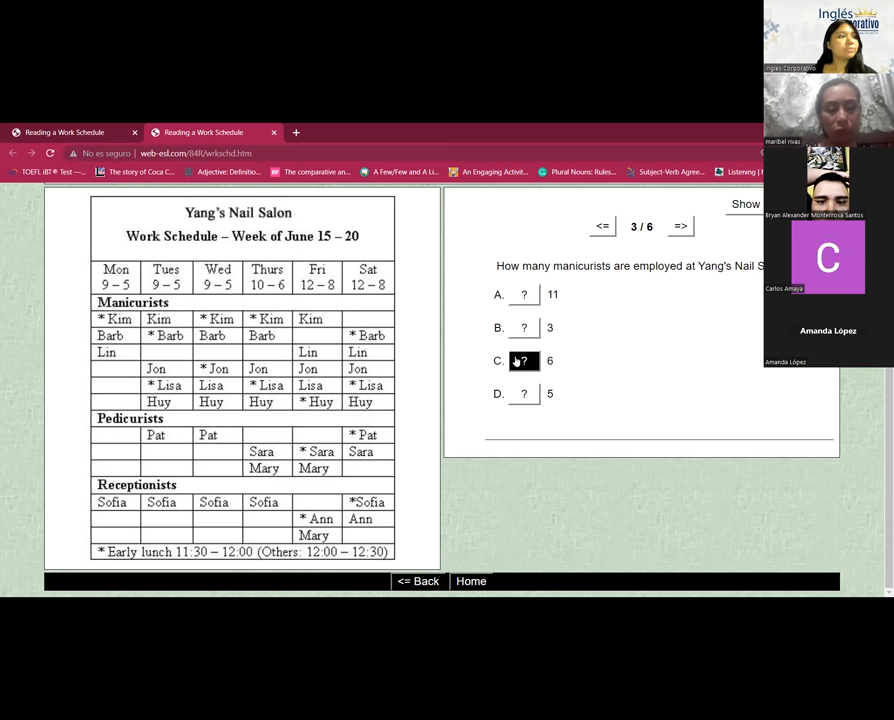 Inglés
orativo
Inglés Corporativo
maribel rivas
Bryan Alexander Monterrosa Santos
C
Carlos Amaya
Amanda López
Amanda López
Reading a Work Schedule × Reading a Work Schedule × +
No es seguro | web-esl.com/B4R/wrkschd.htm
TOEFL iBT® Test —... The story of Coca C... Adjective: Definitio... The comparative an... A Few/Few and A Li... An Engaging Activit... Plural Nouns: Rules... Subject-Verb Agree... Listening
Yang's Nail Salon
Work Schedule – Week of June 15 – 20
Mon Tues Wed Thurs Fri Sat
9 – 5 9 – 5 9 – 5 10 – 6 12 – 8 12 – 8
Manicurists
* Kim Kim * Kim * Kim Kim
Barb * Barb Barb Barb * Barb
Lin Lin Lin
Jon * Jon Jon Jon Jon
* Lisa Lisa * Lisa Lisa * Lisa
Huy Huy Huy * Huy Huy
Pedicurists
Pat Pat * Pat
Sara * Sara Sara
Mary Mary
Receptionists
Sofia Sofia Sofia Sofia *Sofia
* Ann Ann
Mary
* Early lunch 11:30 – 12:00 (Others: 12:00 – 12:30)
Show
<= 3 / 6 =>
How many manicurists are employed at Yang's Nail S
A. ? 11
B. ? 3
C. ? 6
D. ? 5
<= Back Home